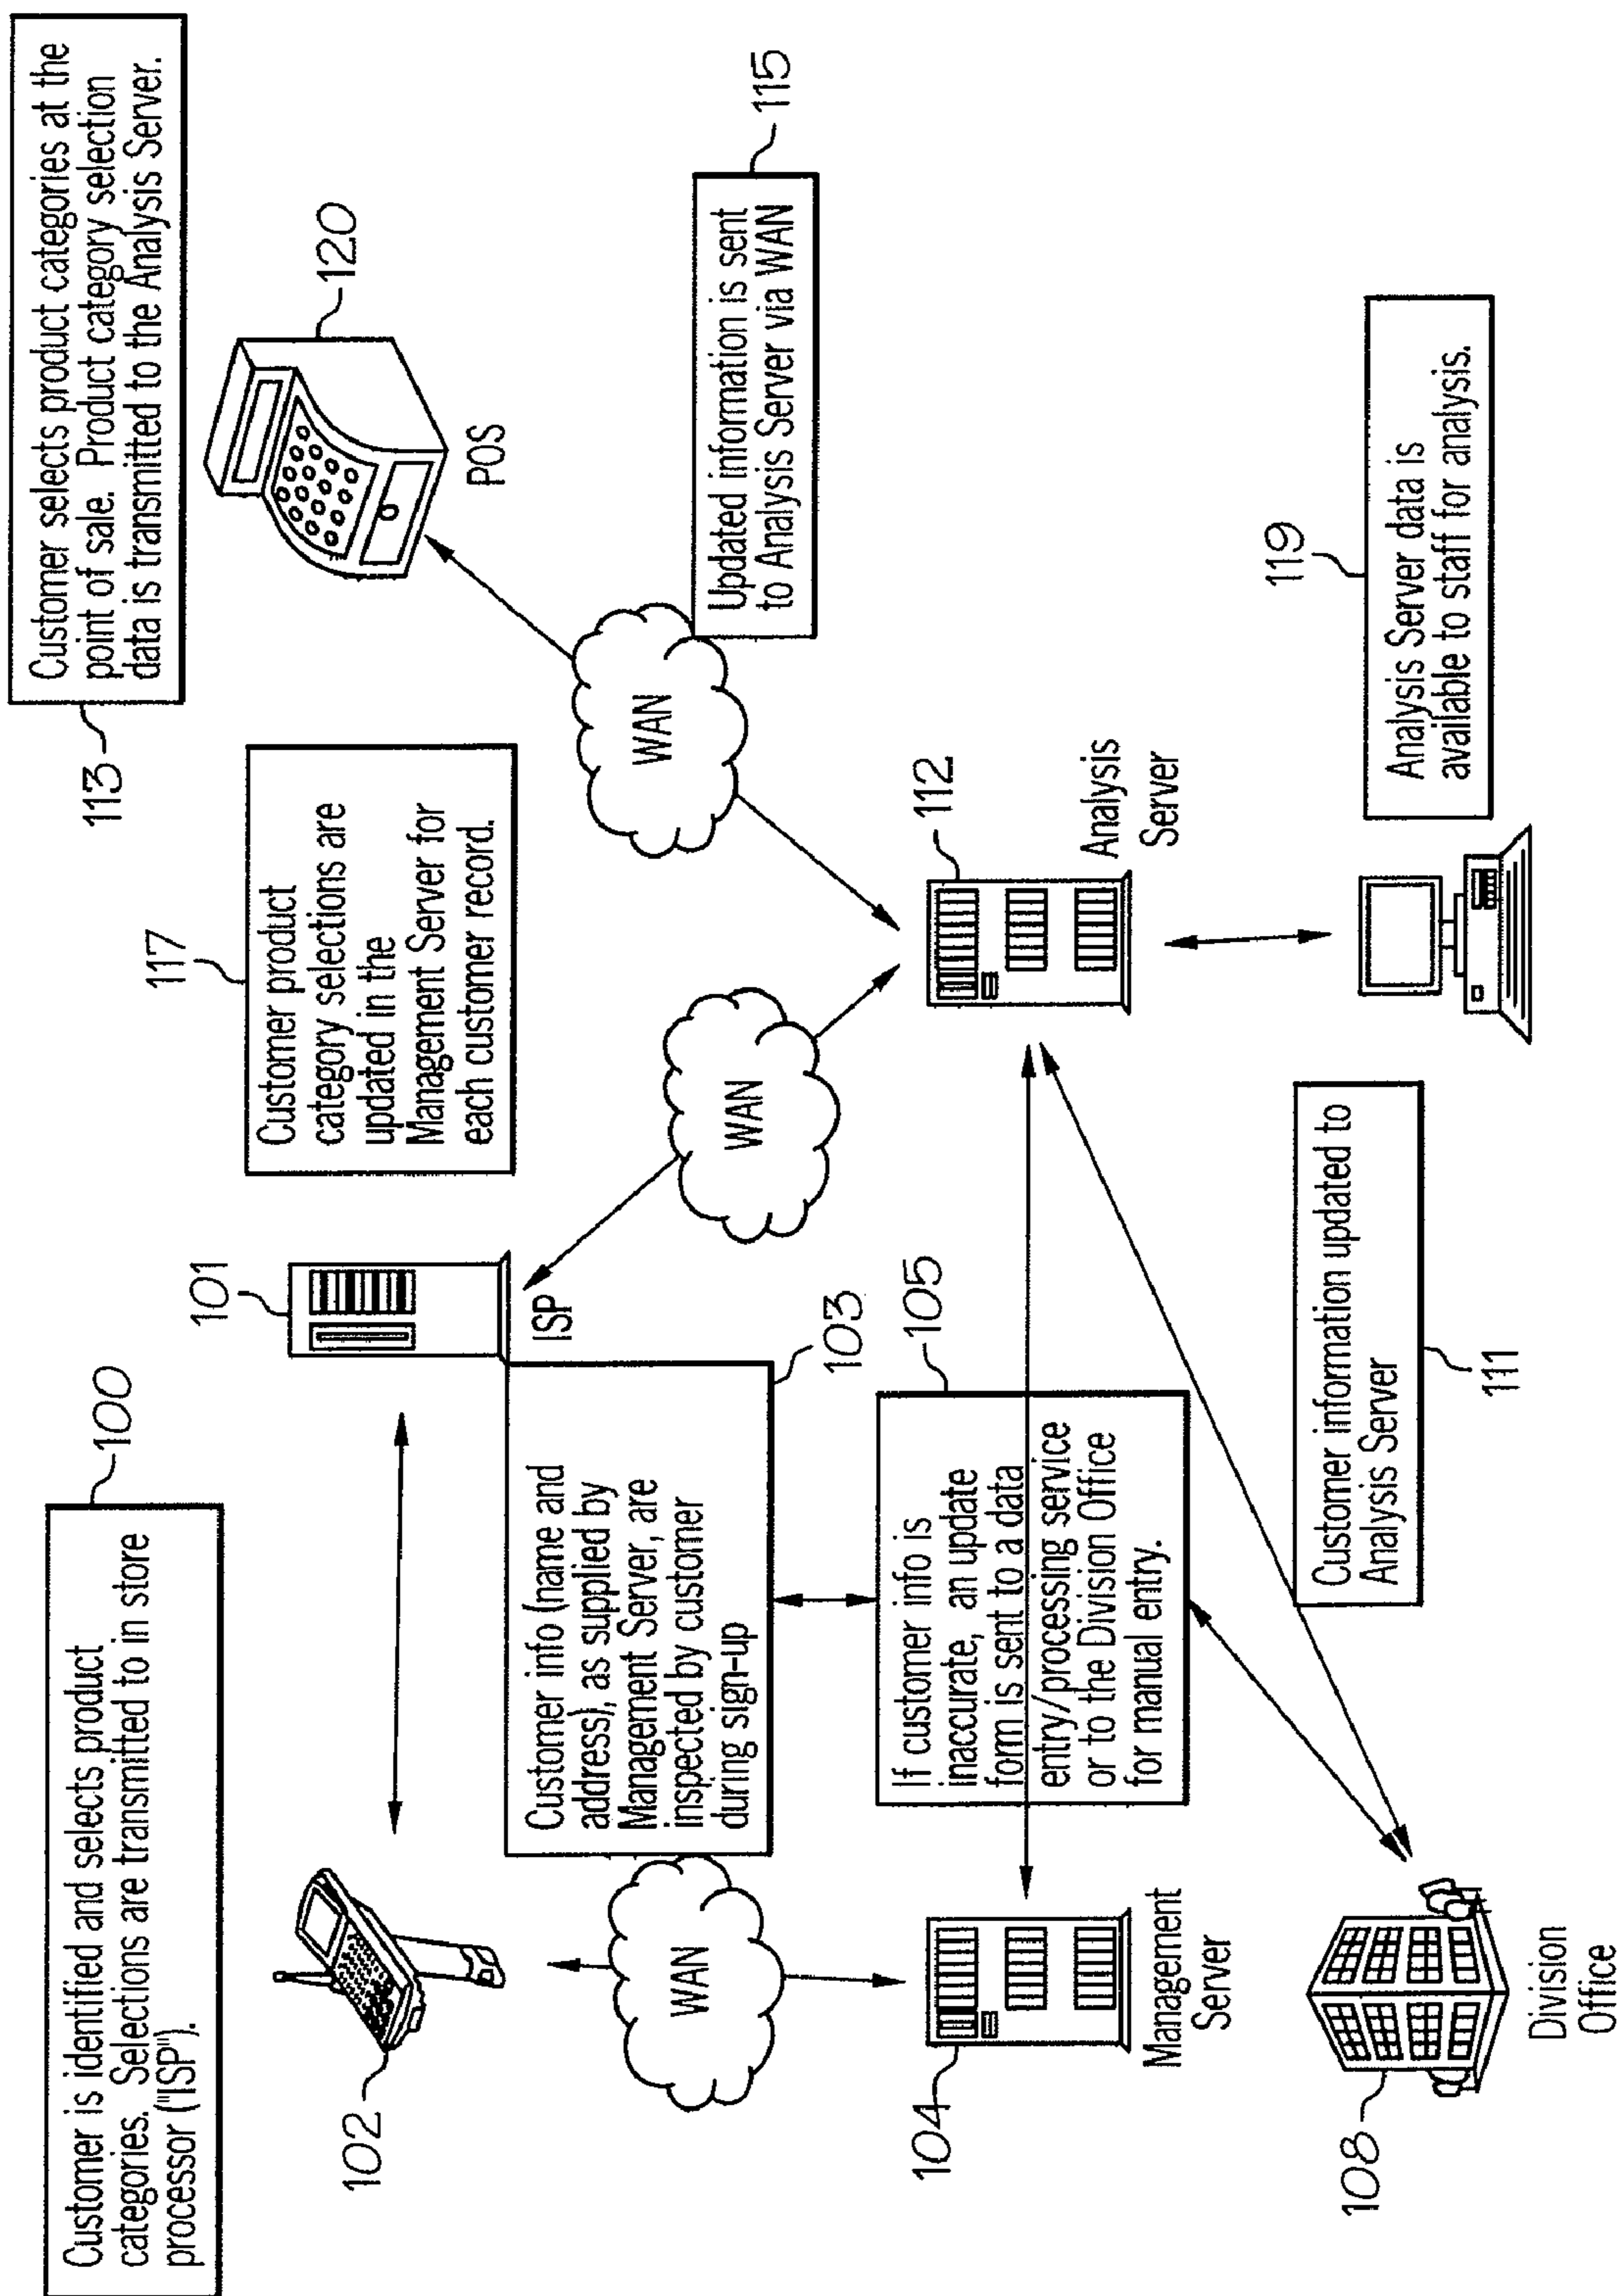 Customer is identified and selects product
categories. Selections are transmitted to in store
processor ("ISP").
100
102
101
ISP
Customer info (name and
address), as supplied by
Management Server, are
inspected by customer
during sign-up
103
WAN
104
Management
Server
If customer info is
inaccurate, an update
form is sent to a data
entry/processing service
or to the Division Office
for manual entry.
105
108
Division
Office
Customer information updated to
Analysis Server
111
117
Customer product
category selections are
updated in the
Management Server for
each customer record.
WAN
113
Customer selects product categories at the
point of sale. Product category selection
data is transmitted to the Analysis Server.
120
POS
WAN
Updated information is sent
to Analysis Server via WAN
115
112
Analysis
Server
119
Analysis Server data is
available to staff for analysis.